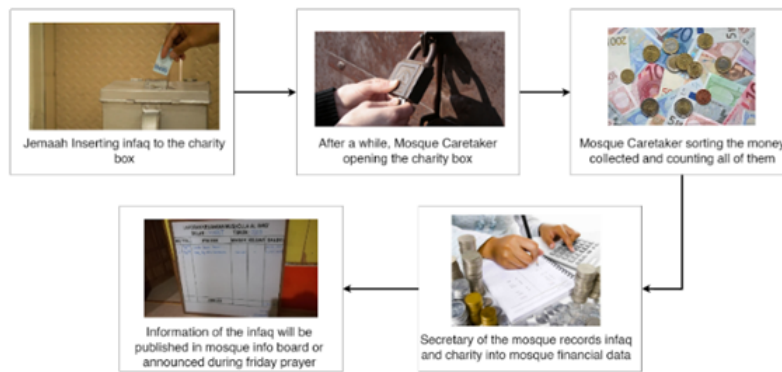 Jemaah Inserting infaq to the charity
box
After a while, Mosque Caretaker
opening the charity box
Mosque Caretaker sorting the money
collected and counting all of them
Information of the infaq will be
published in mosque info board or
announced during friday prayer
Secretary of the mosque records infaq
and charity into mosque financial data